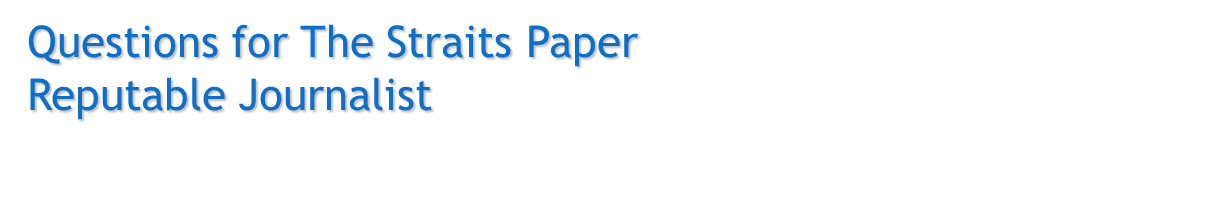 Questions for The Straits Paper
Reputable Journalist